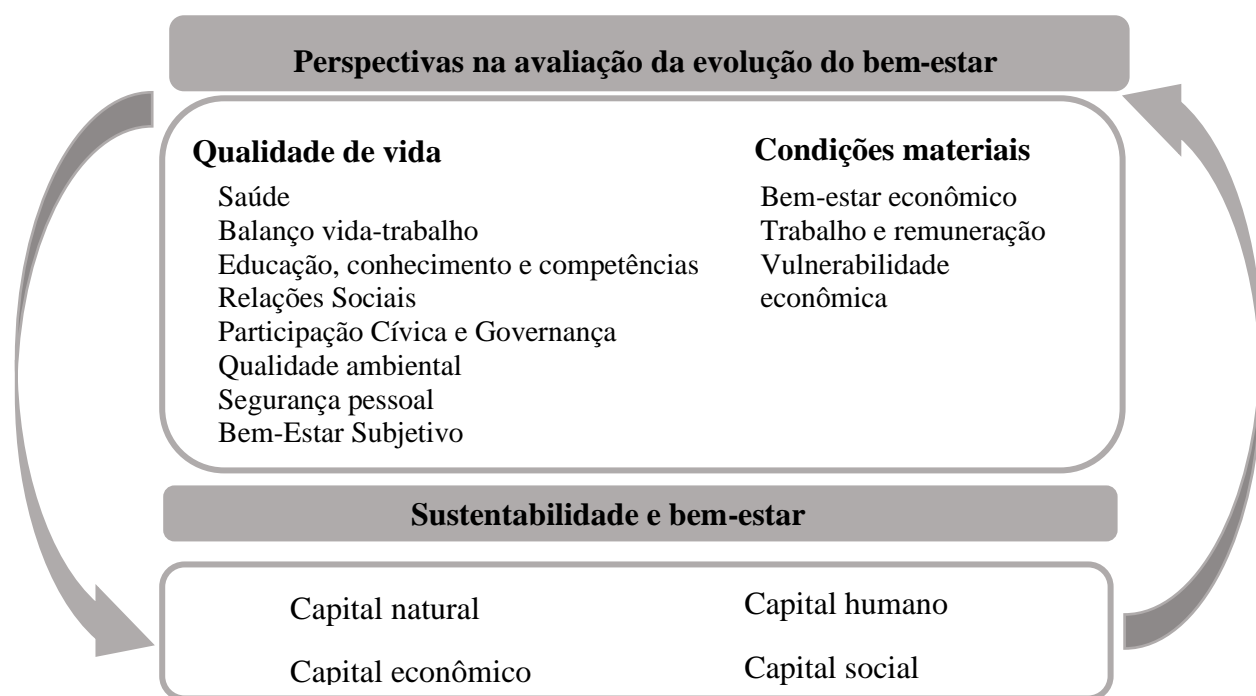 Perspectivas na avaliação da evolução do bem-estar
Qualidade de vida
Saúde
Balanço vida-trabalho
Educação, conhecimento e competências
Relações Sociais
Participação Cívica e Governança
Qualidade ambiental
Segurança pessoal
Bem-Estar Subjetivo
Condições materiais
Bem-estar econômico
Trabalho e remuneração
Vulnerabilidade
econômica
Sustentabilidade e bem-estar
Capital natural
Capital humano
Capital econômico
Capital social